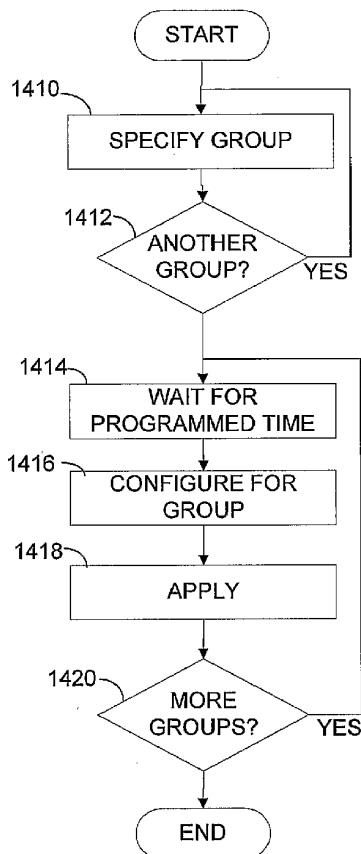 START
1410
SPECIFY GROUP
1412
ANOTHER
GROUP?
YES
1414
WAIT FOR
PROGRAMMED TIME
1416
CONFIGURE FOR
GROUP
1418
APPLY
1420
MORE
GROUPS?
YES
END